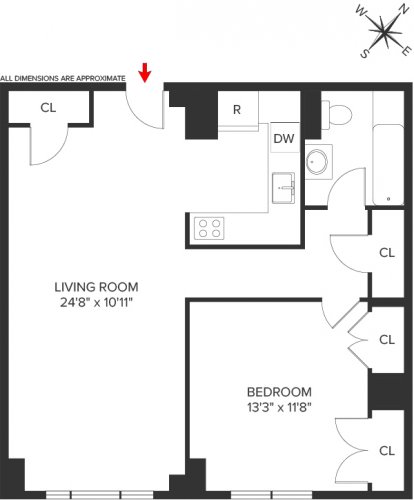 N
W
E
S
ALL DIMENSIONS ARE APPROXIMATE
CL
R
DW
CL
LIVING ROOM
24'8" x 10'11"
CL
BEDROOM
13'3" x 11'8"
CL